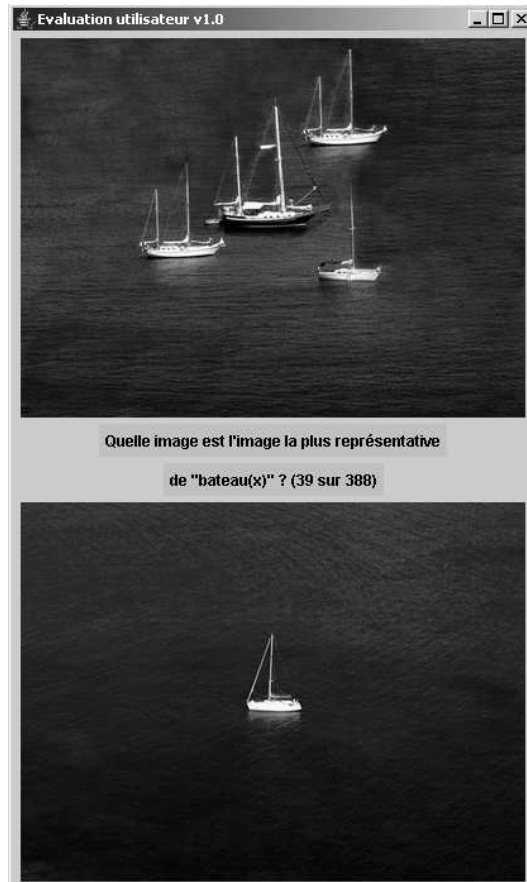 Evaluation utilisateur v1.0
Quelle image est l'image la plus représentative
de "bateau(x)" ? (39 sur 388)